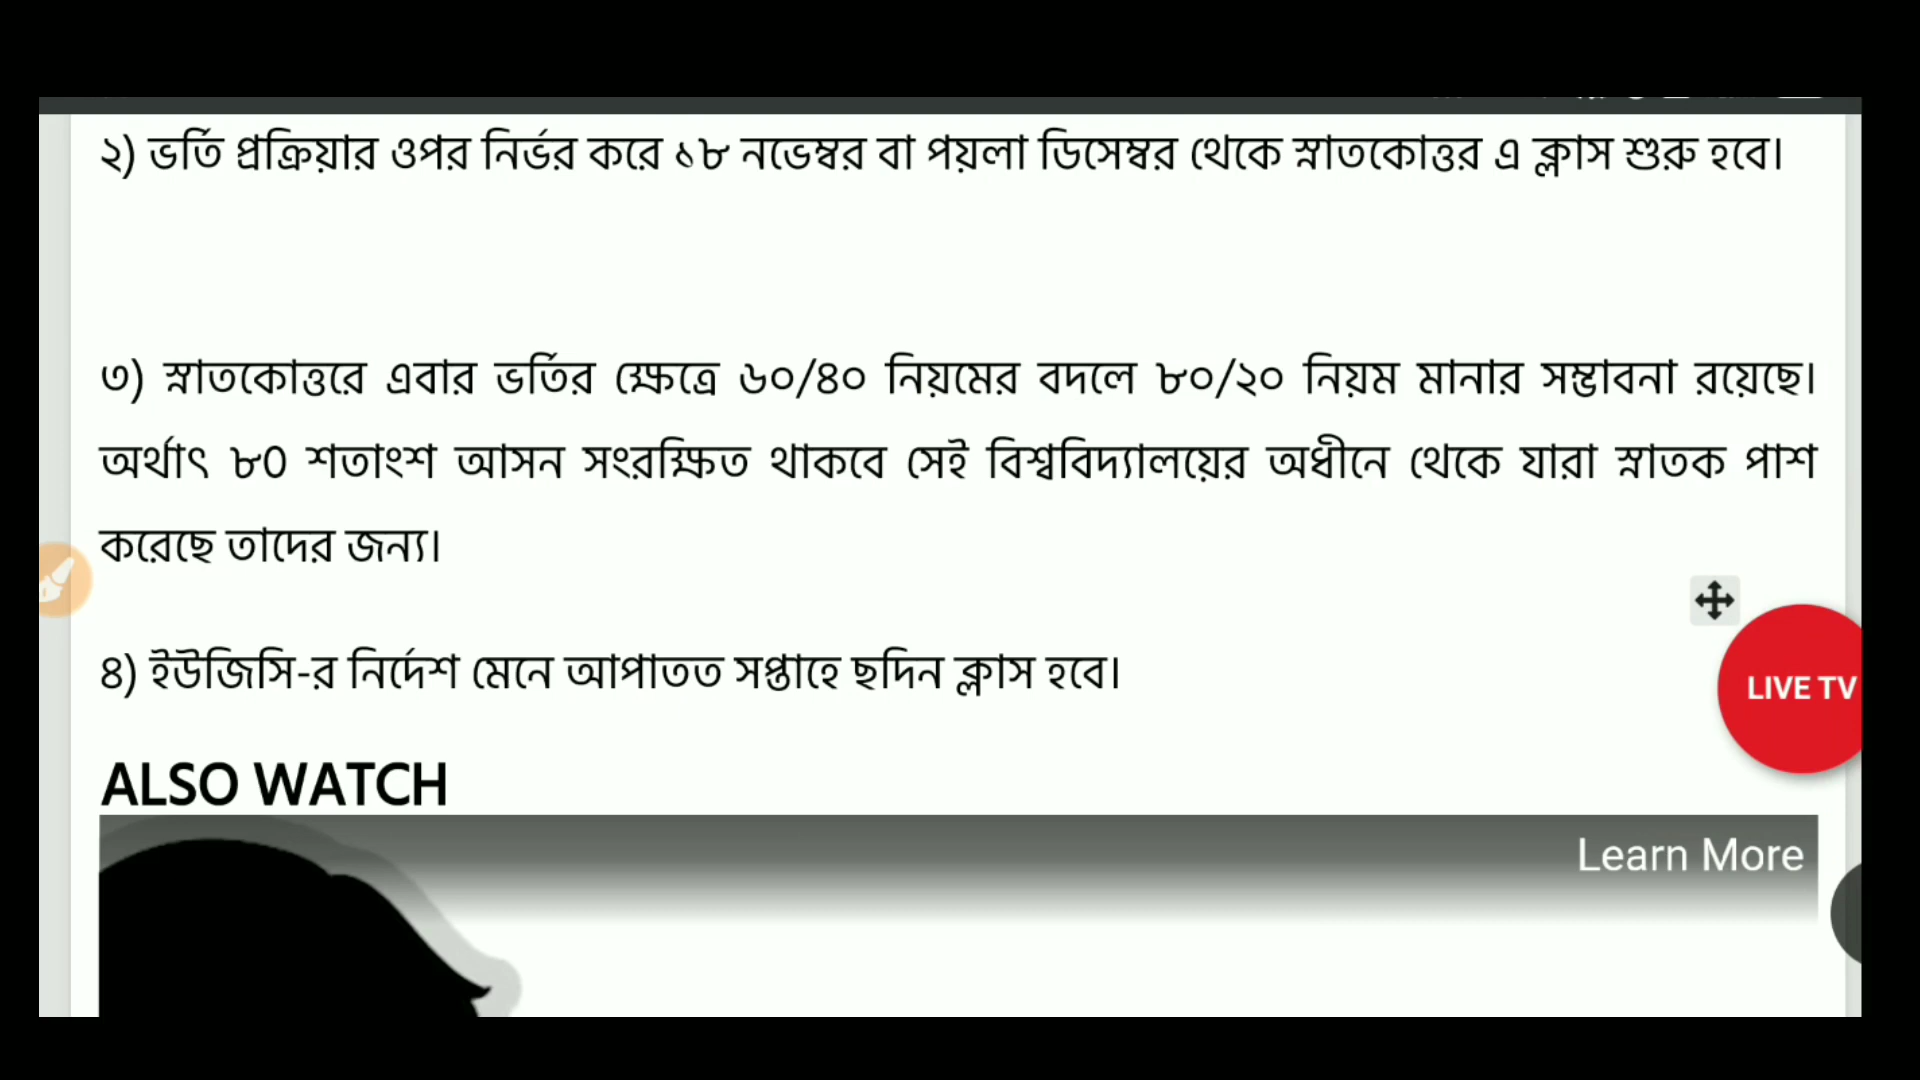 ২) ভর্তি প্রক্রিয়ার ওপর নির্ভর করে ১৮ নভেম্বর বা পয়লা ডিসেম্বর থেকে স্নাতকোত্তর এ ক্লাস শুরু হবে।
৩) স্নাতকোত্তরে এবার ভর্তির ক্ষেত্রে ৬০/৪০ নিয়মের বদলে ৮০/২০ নিয়ম মানার সম্ভাবনা রয়েছে।
অর্থাৎ ৮0 শতাংশ আসন সংরক্ষিত থাকবে সেই বিশ্ববিদ্যালয়ের অধীনে থেকে যারা স্নাতক পাশ
করেছে তাদের জন্য।
৪) ইউজিসি-র নির্দেশ মেনে আপাতত সপ্তাহে ছদিন ক্লাস হবে।
LIVE TV
ALSO WATCH
Learn More